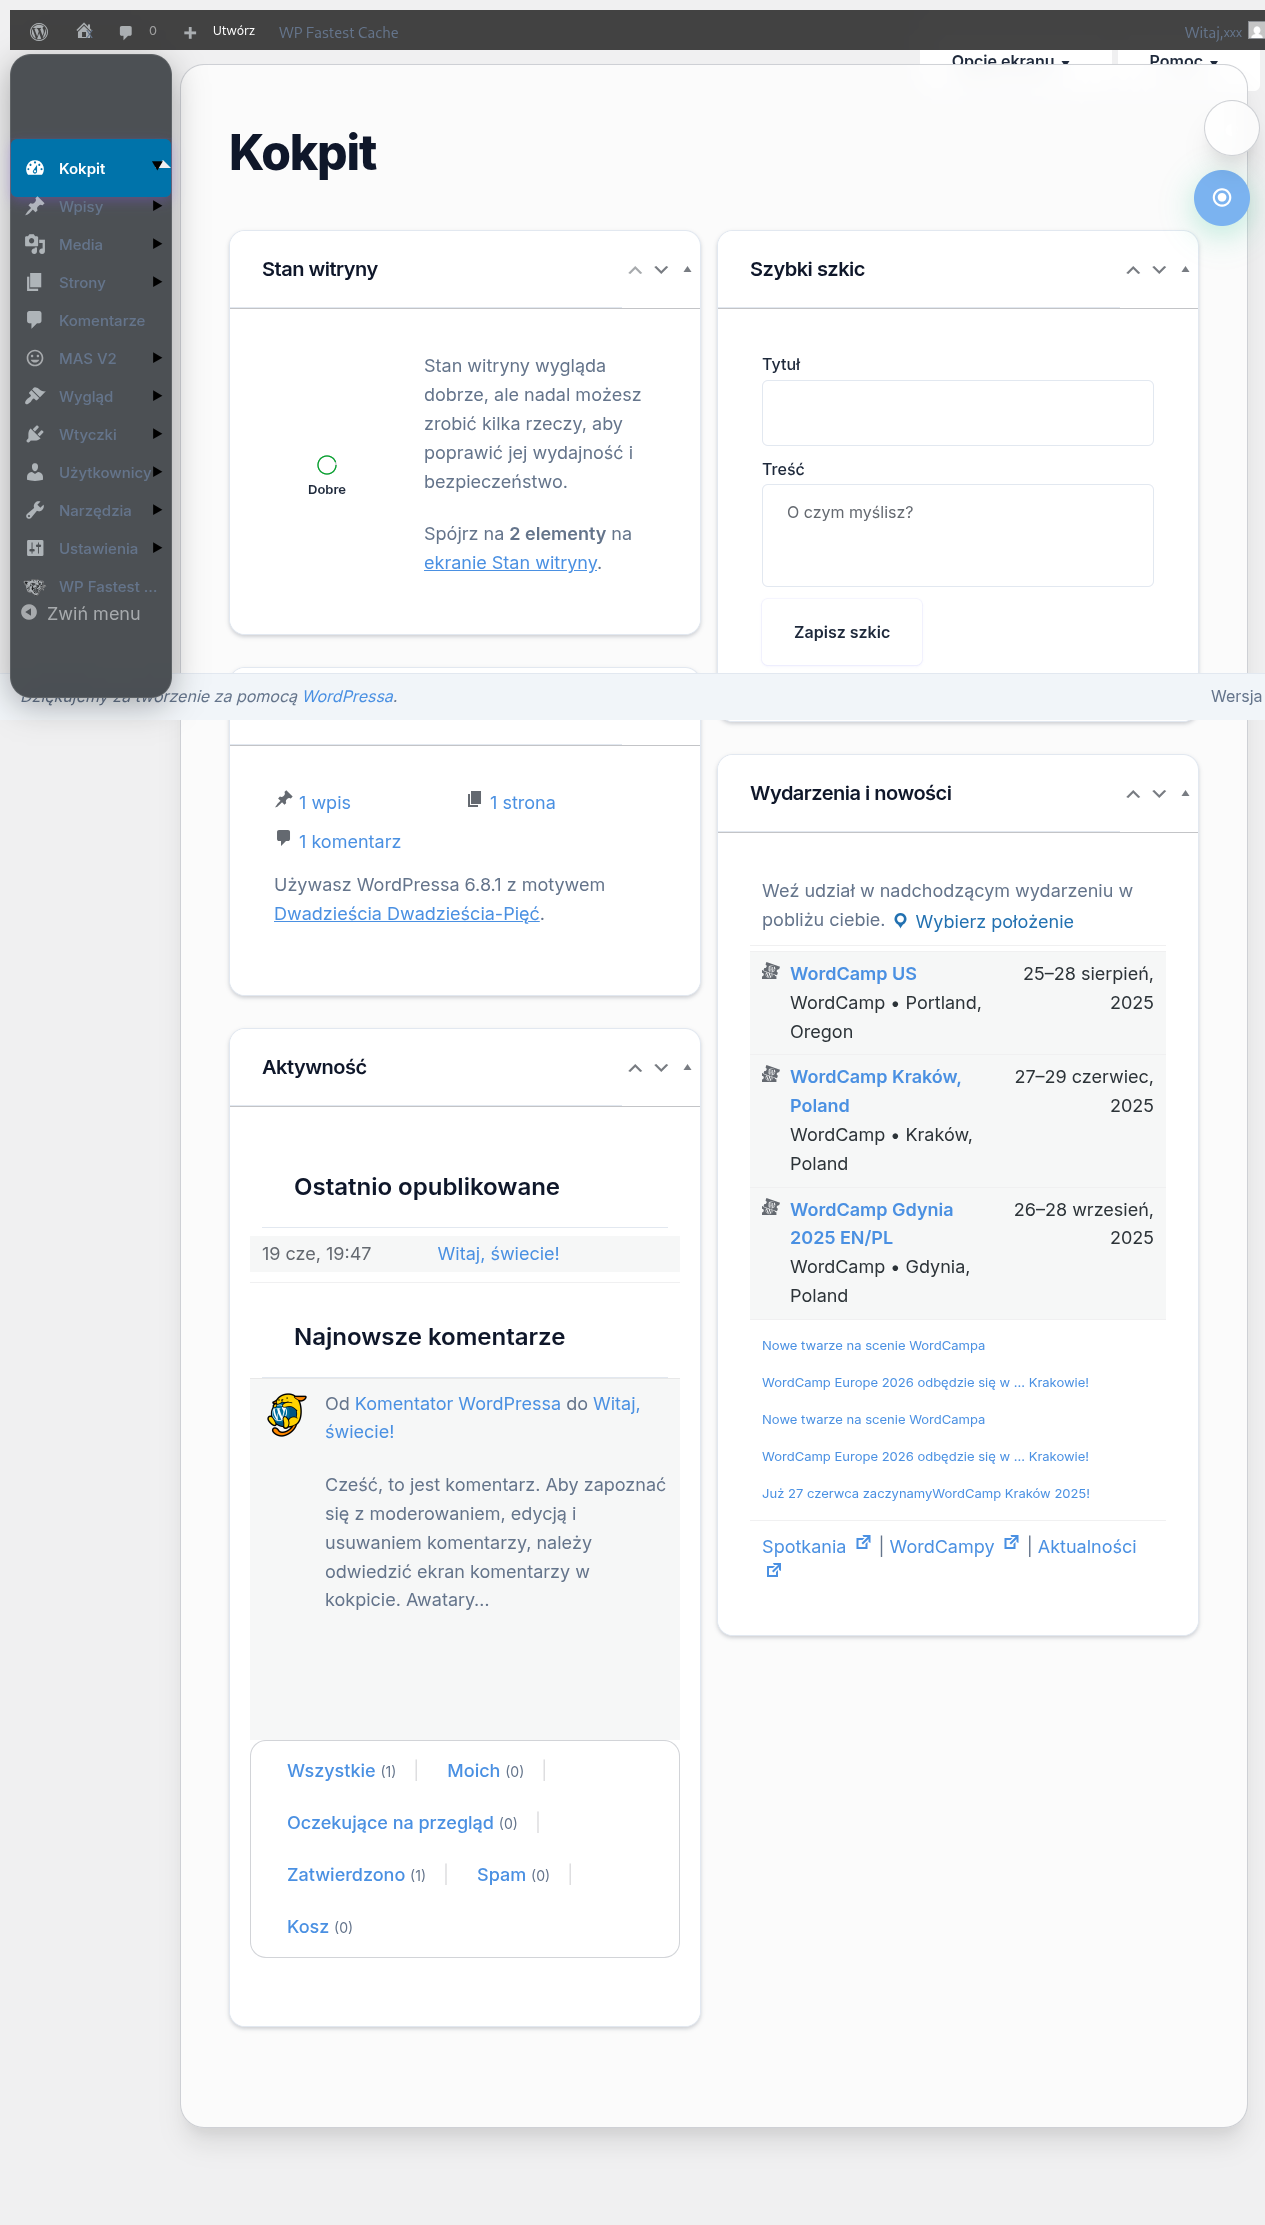 0
Utwórz
WP Fastest Cache
Witaj,xxx
Opcje ekranu
Pomoc
Kokpit
Wpisy
Media
Strony
Komentarze
MAS V2
Wygląd
Wtyczki
Użytkownicy
Narzędzia
Ustawienia
WP Fastest ...
Zwiń menu
Kokpit
Stan witryny
Stan witryny wygląda
dobrze, ale nadal możesz
zrobić kilka rzeczy, aby
poprawić jej wydajność i
bezpieczeństwo.
Dobre
Spójrz na 2 elementy na
ekranie Stan witryny.
Szybki szkic
Tytuł
Treść
O czym myślisz?
Zapisz szkic
Dziękujemy za tworzenie za pomocą WordPressa.
Wersja
1 wpis
1 strona
1 komentarz
Używasz WordPressa 6.8.1 z motywem
Dwadzieścia Dwadzieścia-Pięć.
Aktywność
Ostatnio opublikowane
19 cze, 19:47
Witaj, świecie!
Najnowsze komentarze
Od Komentator WordPressa do Witaj,
świecie!
Cześć, to jest komentarz. Aby zapoznać
się z moderowaniem, edycją i
usuwaniem komentarzy, należy
odwiedzić ekran komentarzy w
kokpicie. Awatary…
Wszystkie (1) |
Moich (0) |
Oczekujące na przegląd (0) |
Zatwierdzono (1) |
Spam (0) |
Kosz (0)
Wydarzenia i nowości
Weź udział w nadchodzącym wydarzeniu w
pobliżu ciebie. Wybierz położenie
WordCamp US
25–28 sierpień,
2025
WordCamp • Portland,
Oregon
WordCamp Kraków,
Poland
27–29 czerwiec,
2025
WordCamp • Kraków,
Poland
WordCamp Gdynia
2025 EN/PL
26–28 wrzesień,
2025
WordCamp • Gdynia,
Poland
Nowe twarze na scenie WordCampa
WordCamp Europe 2026 odbędzie się w … Krakowie!
Nowe twarze na scenie WordCampa
WordCamp Europe 2026 odbędzie się w … Krakowie!
Już 27 czerwca zaczynamyWordCamp Kraków 2025!
Spotkania | WordCampy | Aktualności